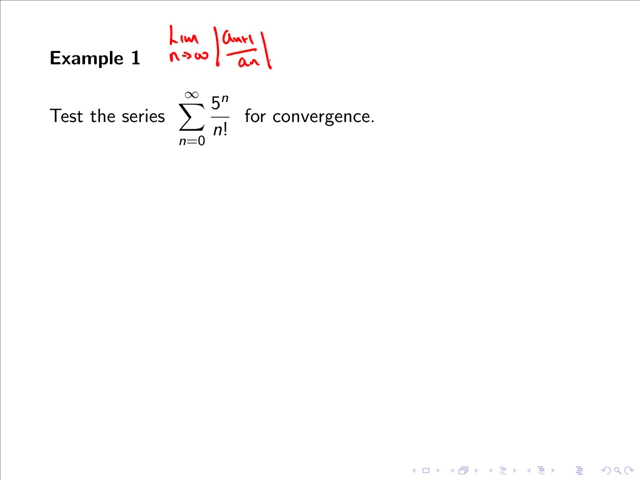 Example 1 Lim n→∞ |an+1/an|
Test the series ∑_{n=0}^{∞} 5^n/n! for convergence.